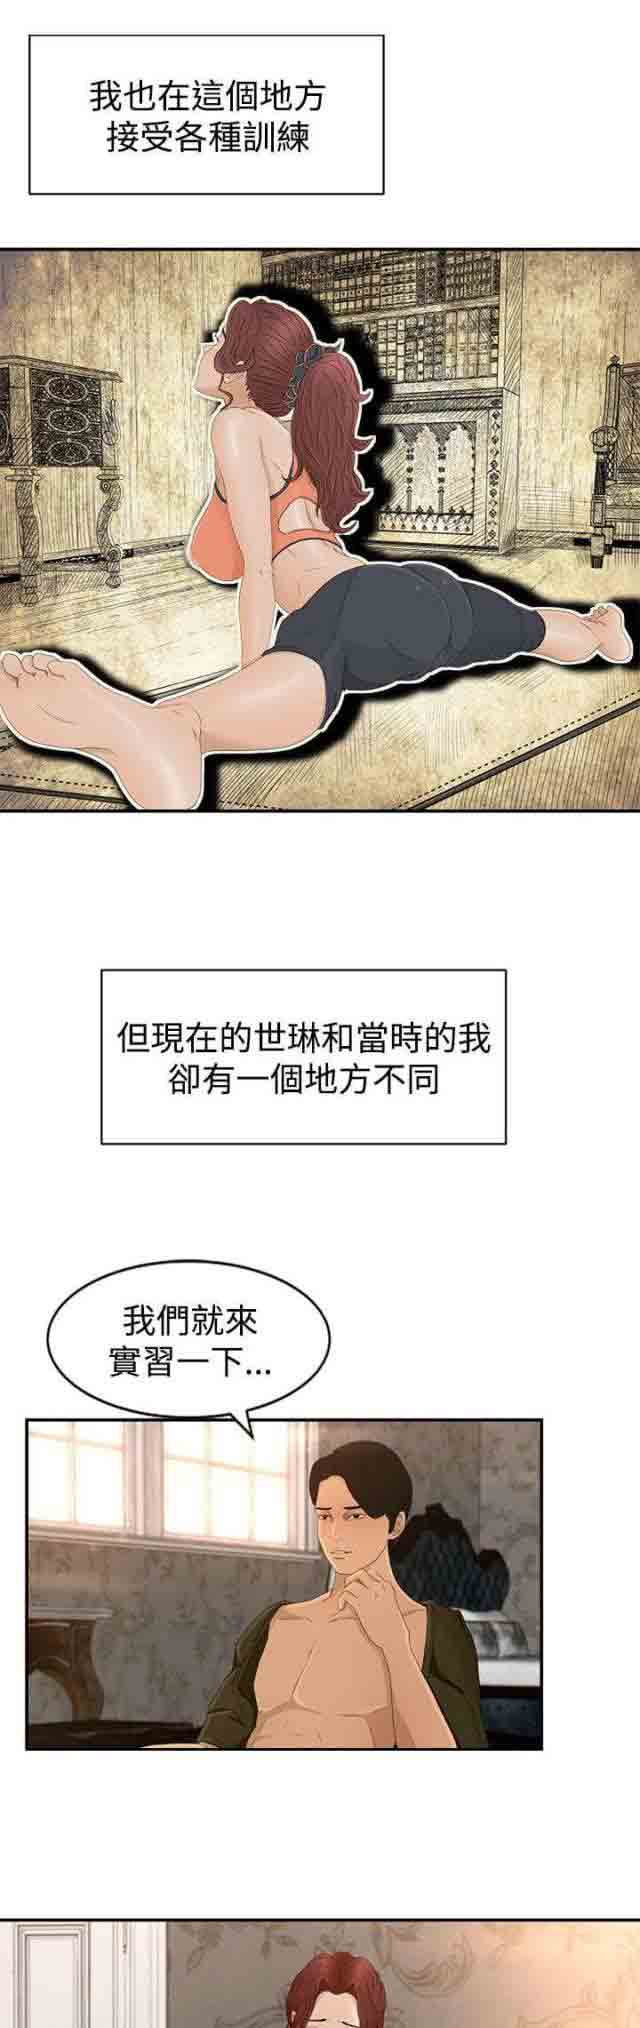 我也在這個地方
接受各種訓練
但現在的世琳和當時的我
卻有一個地方不同
我們就來
實習一下...